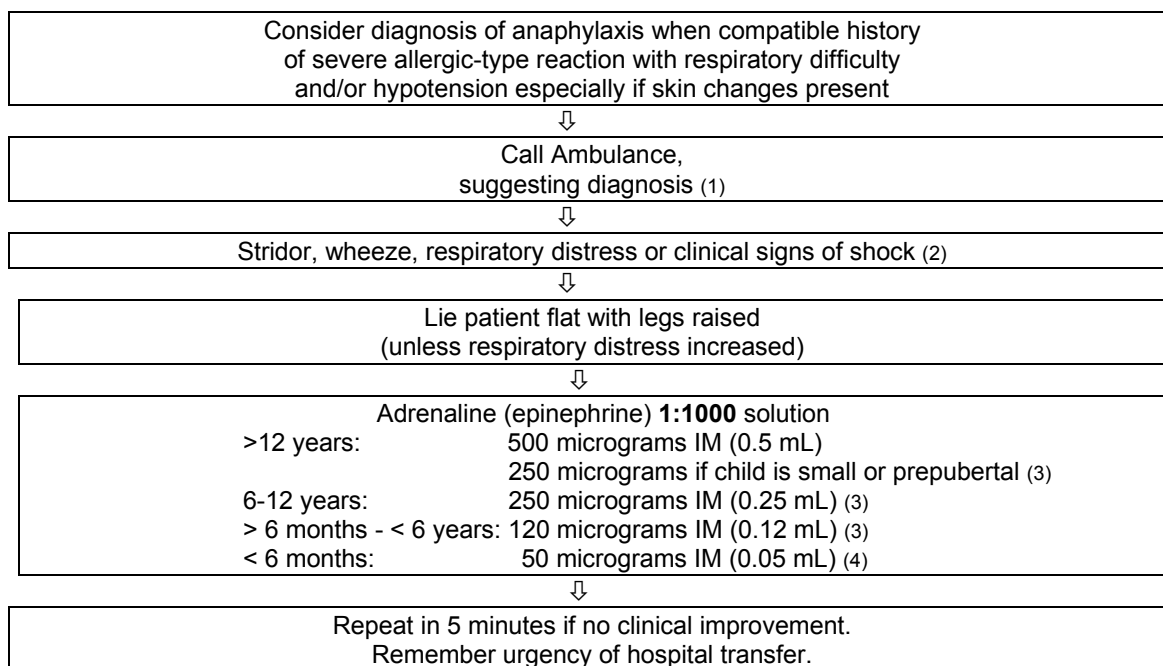 Consider diagnosis of anaphylaxis when compatible history
of severe allergic-type reaction with respiratory difficulty
and/or hypotension especially if skin changes present
⇩
Call Ambulance,
suggesting diagnosis (1)
⇩
Stridor, wheeze, respiratory distress or clinical signs of shock (2)
⇩
Lie patient flat with legs raised
(unless respiratory distress increased)
⇩
Adrenaline (epinephrine) 1:1000 solution
>12 years: 500 micrograms IM (0.5 mL)
250 micrograms if child is small or prepubertal (3)
6-12 years: 250 micrograms IM (0.25 mL) (3)
> 6 months - < 6 years: 120 micrograms IM (0.12 mL) (3)
< 6 months: 50 micrograms IM (0.05 mL) (4)
⇩
Repeat in 5 minutes if no clinical improvement.
Remember urgency of hospital transfer.